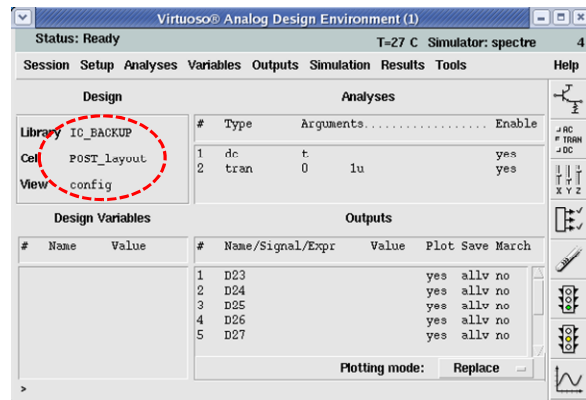 Virtuoso® Analog Design Environment (1)
Status: Ready
T=27 C Simulator: spectre 4
Session Setup Analyses Variables Outputs Simulation Results Tools Help
Design
Library IC_BACKUP
Cell POST_layout
View config
Analyses
# Type Arguments..................... Enable
1 dc t yes
2 tran 0 1u yes
Design Variables
# Name Value
Outputs
# Name/Signal/Expr Value Plot Save March
1 D23 yes allv no
2 D24 yes allv no
3 D25 yes allv no
4 D26 yes allv no
5 D27 yes allv no
Plotting mode: Replace
>
AC
TRAN
DC
X Y Z